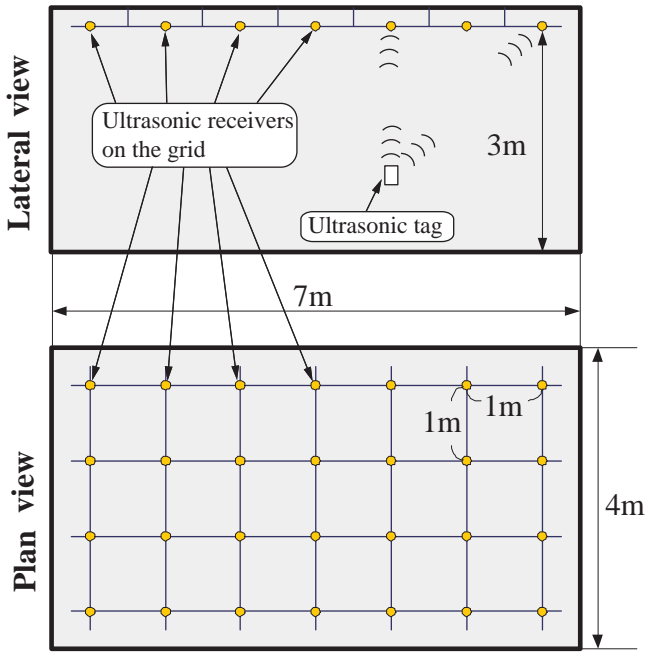 Lateral view
Ultrasonic receivers
on the grid
3m
Ultrasonic tag
7m
Plan view
1m
1m
4m